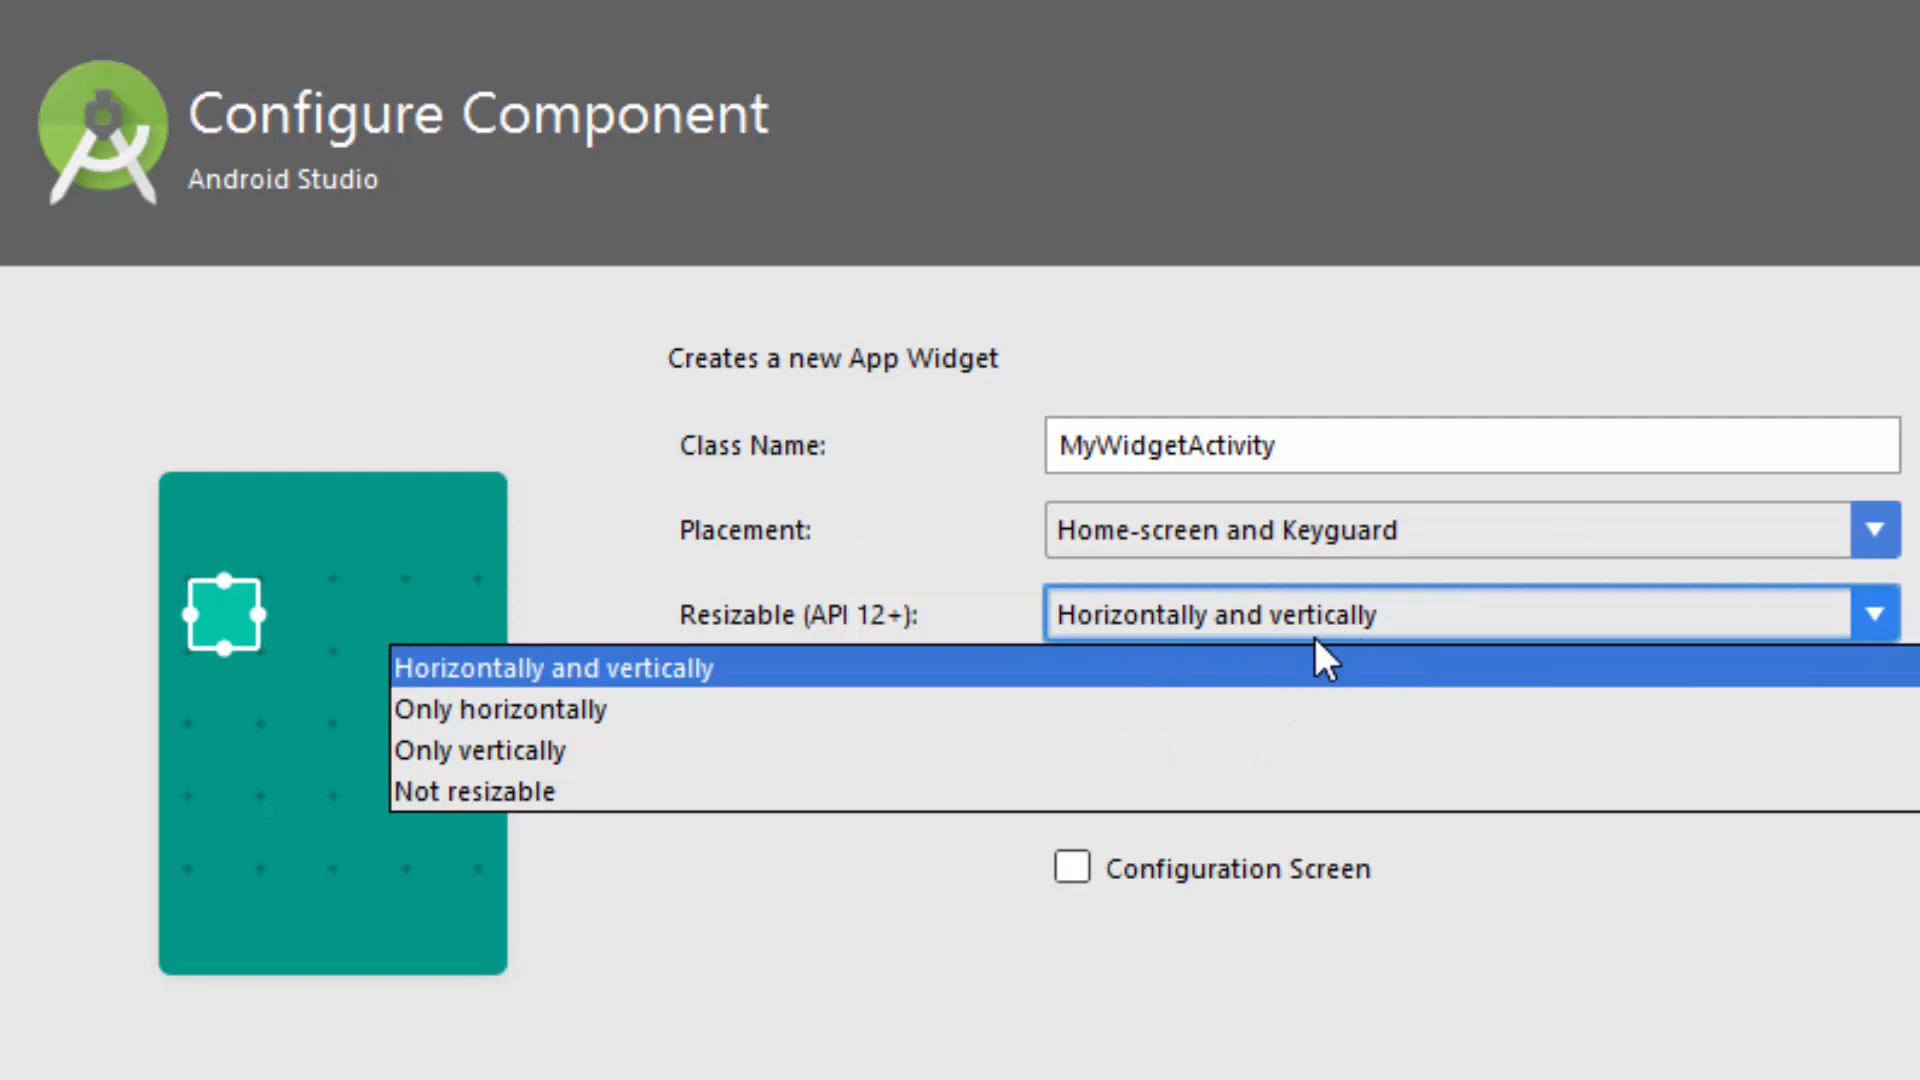 Configure Component
Android Studio
Creates a new App Widget
Class Name: MyWidgetActivity
Placement: Home-screen and Keyguard
Resizable (API 12+): Horizontally and vertically
Horizontally and vertically
Only horizontally
Only vertically
Not resizable
Configuration Screen